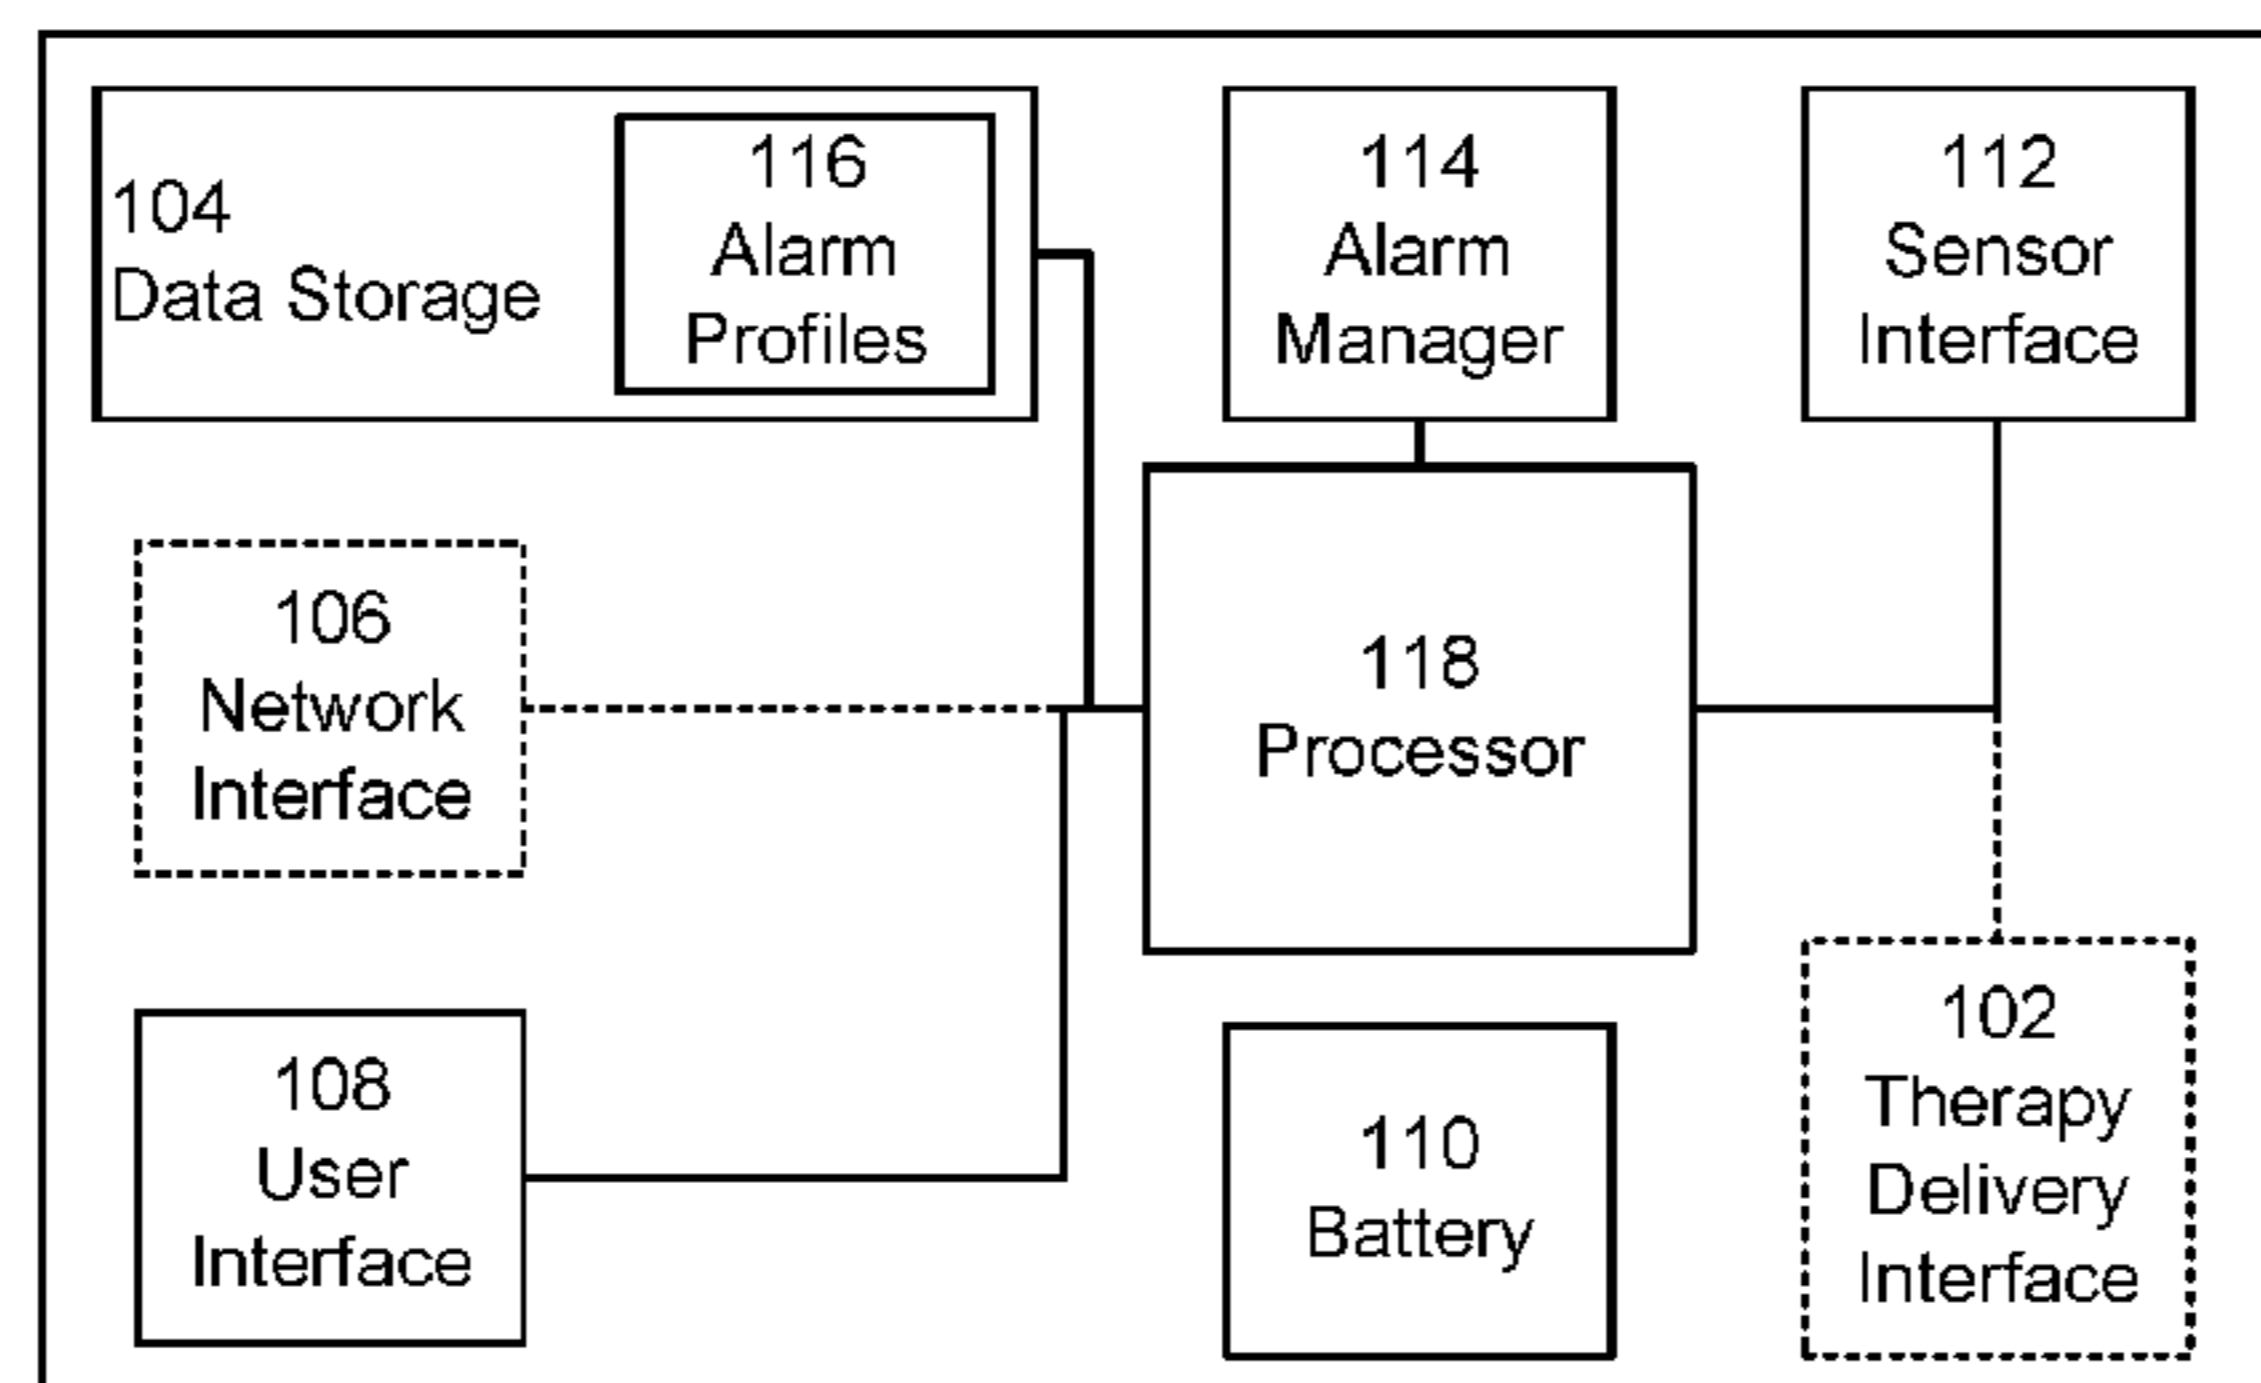 104
Data Storage
116
Alarm
Profiles
114
Alarm
Manager
112
Sensor
Interface
106
Network
Interface
118
Processor
108
User
Interface
110
Battery
102
Therapy
Delivery
Interface